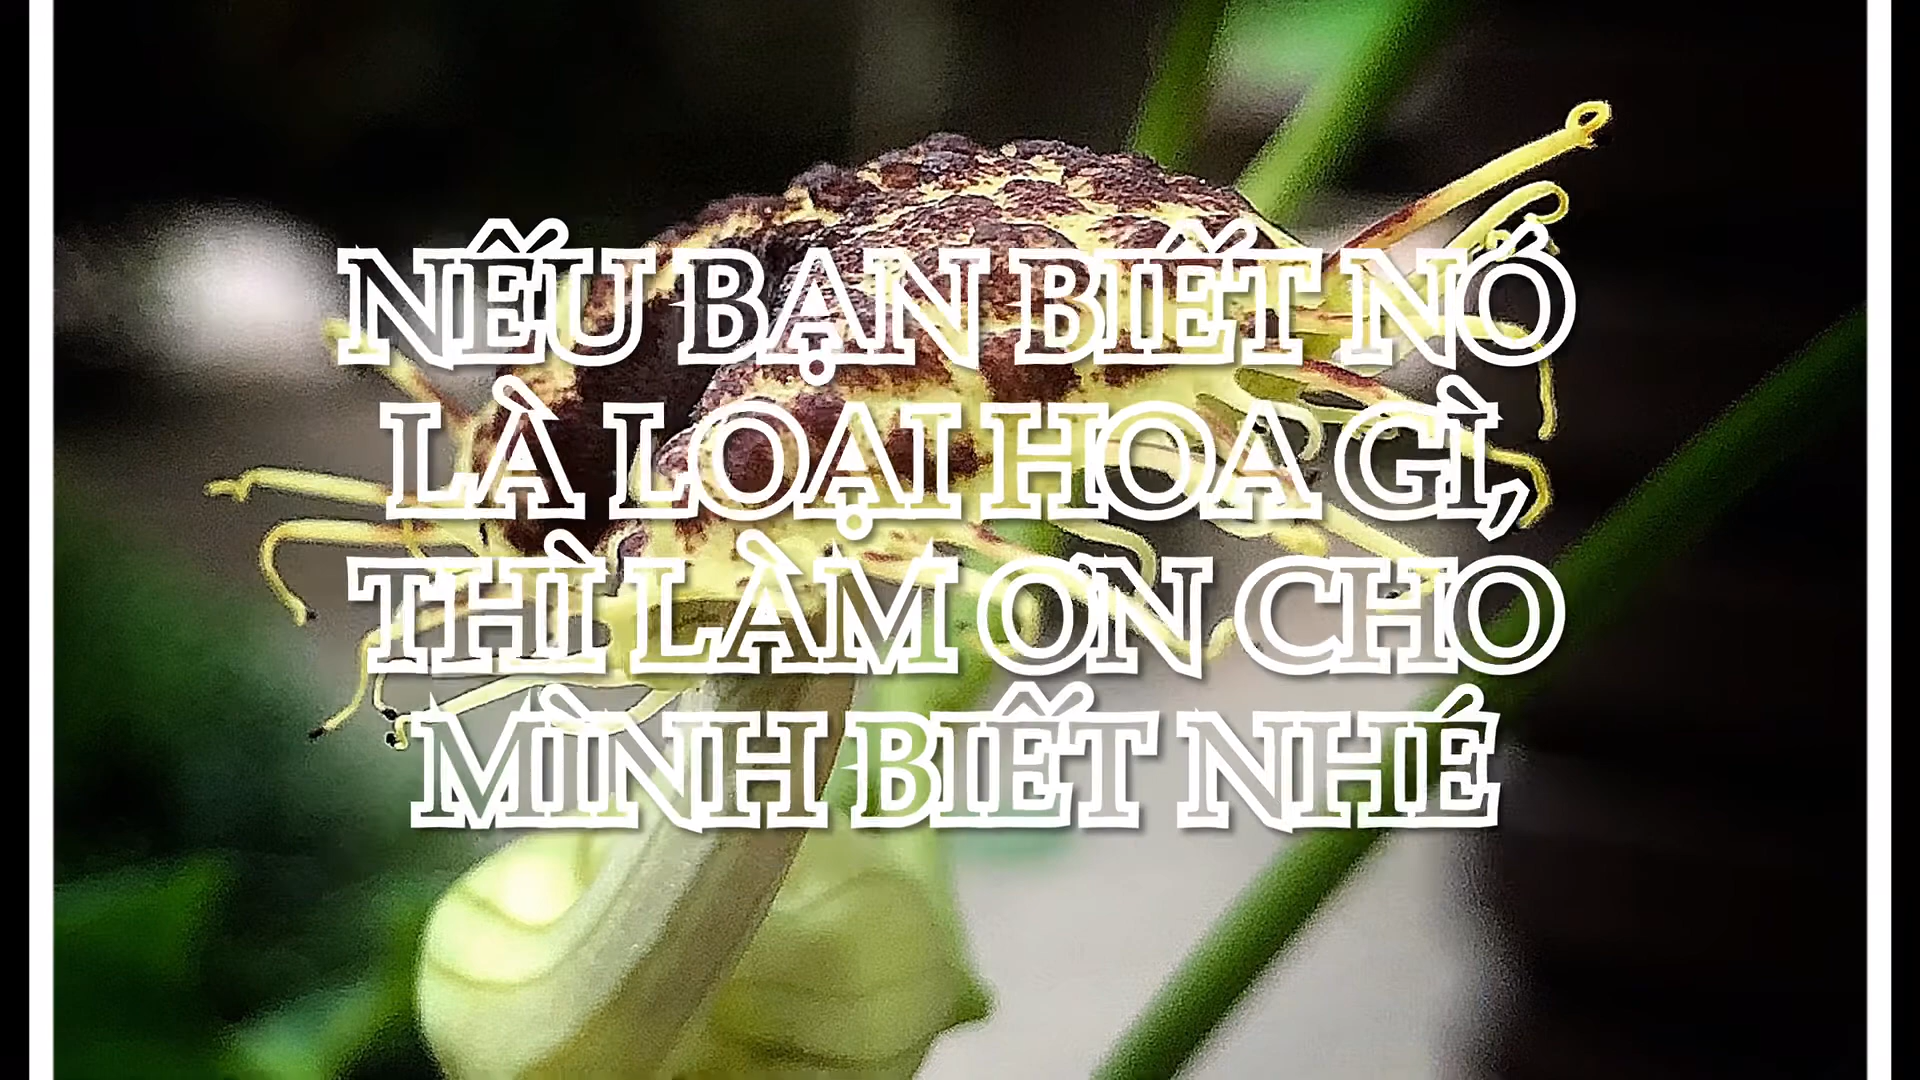 NẾU BẠN BIẾT NÓ
LÀ LOẠI HOA GÌ,
THÌ LÀM ƠN CHO
MÌNH BIẾT NHÉ